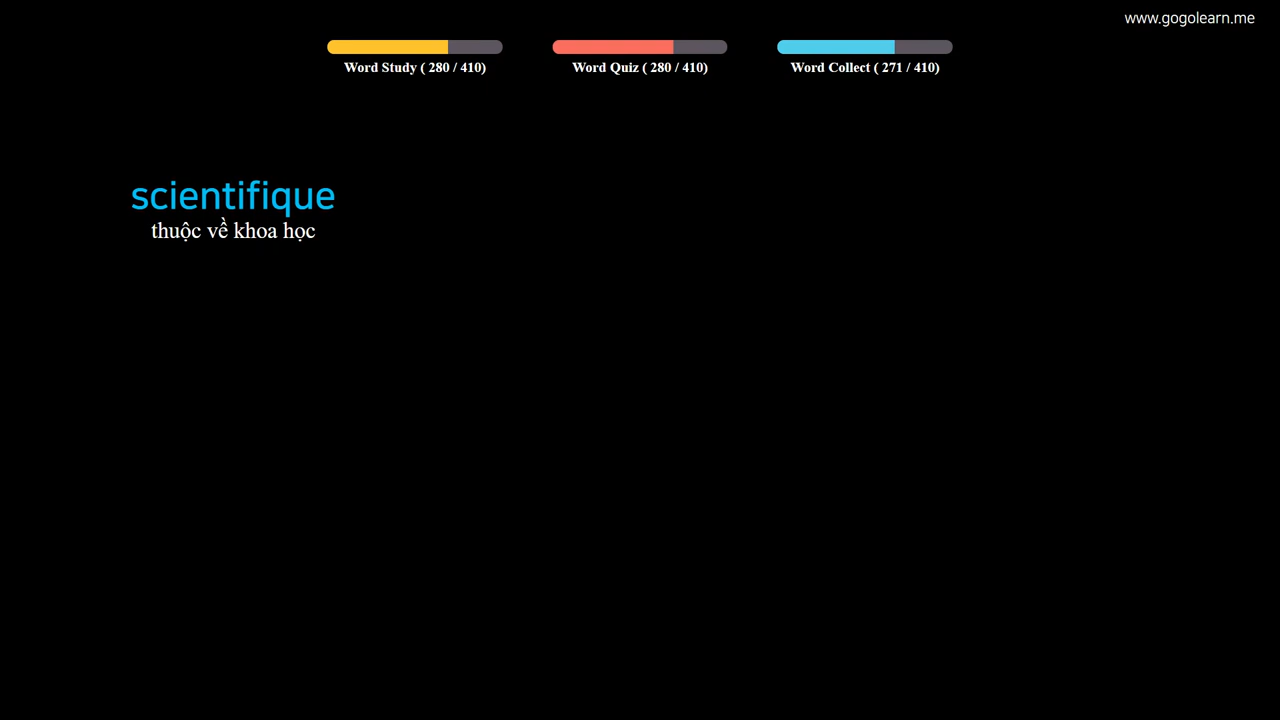 www.gogolearn.me
Word Study ( 280 / 410)
Word Quiz ( 280 / 410)
Word Collect ( 271 / 410)
scientifique
thuộc về khoa học